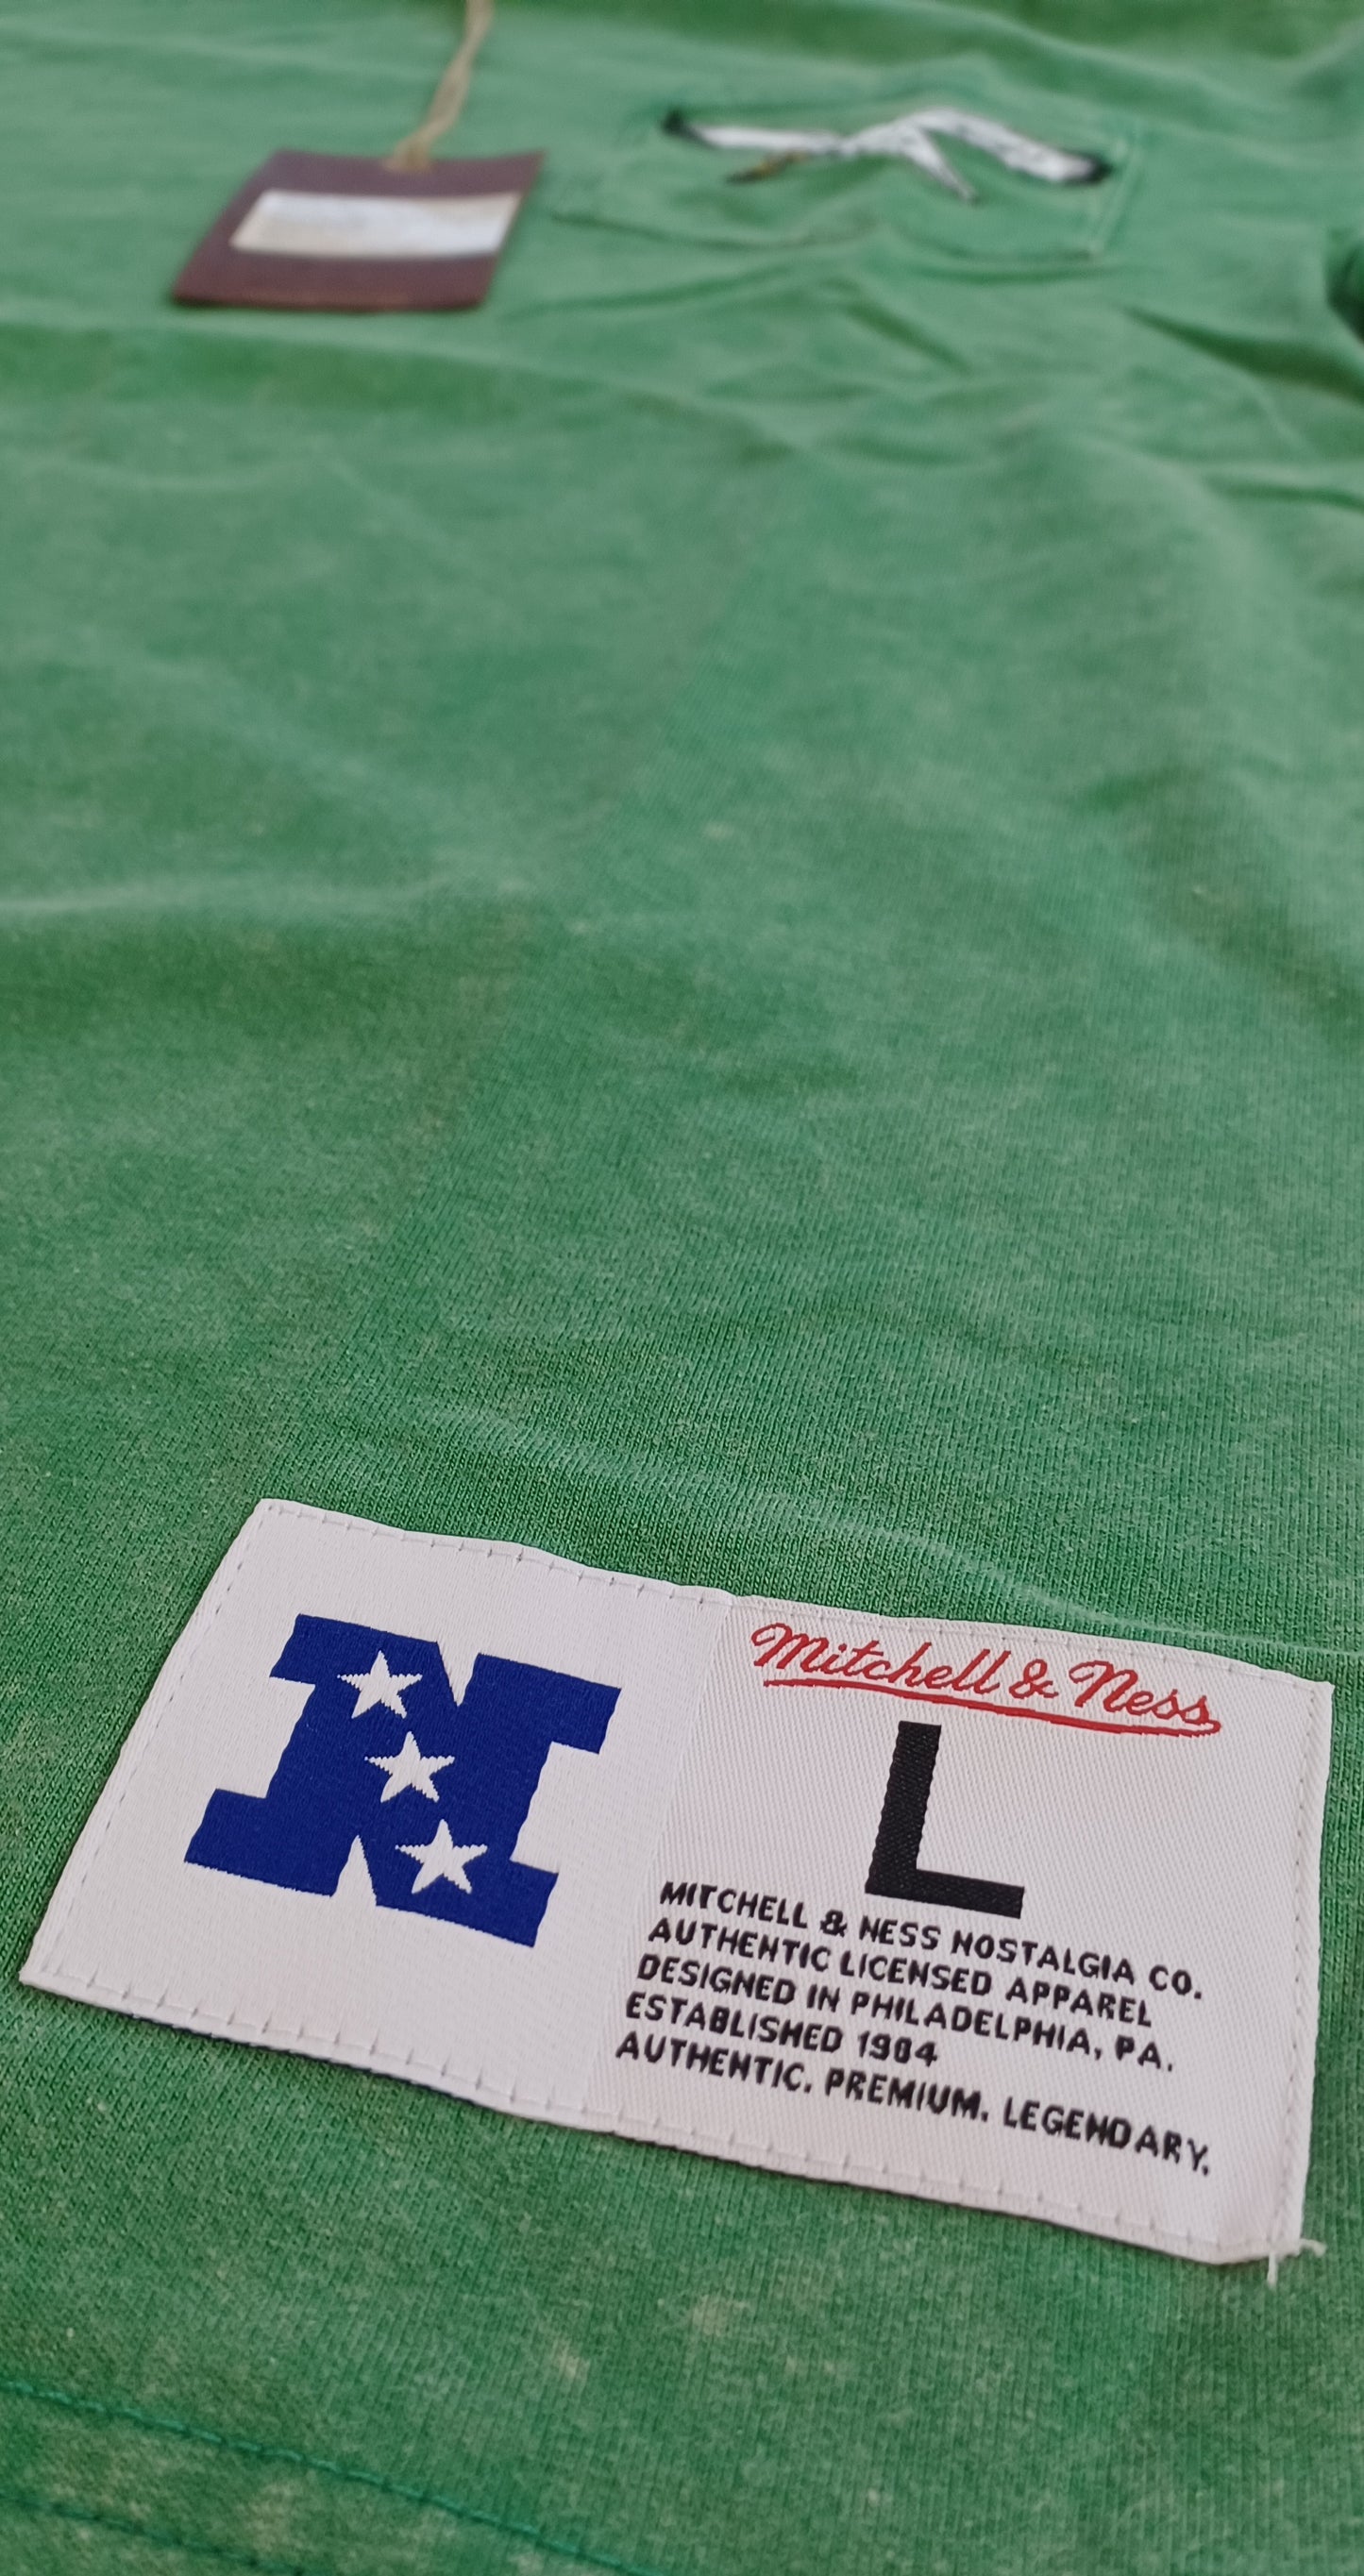 N
Mitchell & Ness
L
MITCHELL & NESS NOSTALGIA CO.
AUTHENTIC LICENSED APPAREL
DESIGNED IN PHILADELPHIA, PA.
ESTABLISHED 1904
AUTHENTIC. PREMIUM. LEGENDARY.